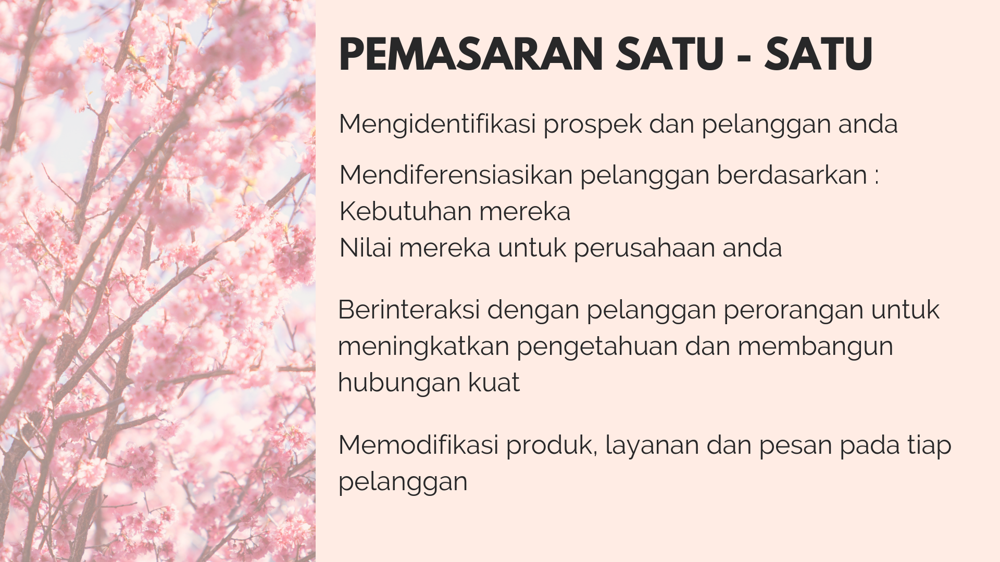 PEMASARAN SATU - SATU
Mengidentifikasi prospek dan pelanggan anda
Mendiferensiasikan pelanggan berdasarkan :
Kebutuhan mereka
Nilai mereka untuk perusahaan anda
Berinteraksi dengan pelanggan perorangan untuk
meningkatkan pengetahuan dan membangun
hubungan kuat
Memodifikasi produk, layanan dan pesan pada tiap
pelanggan